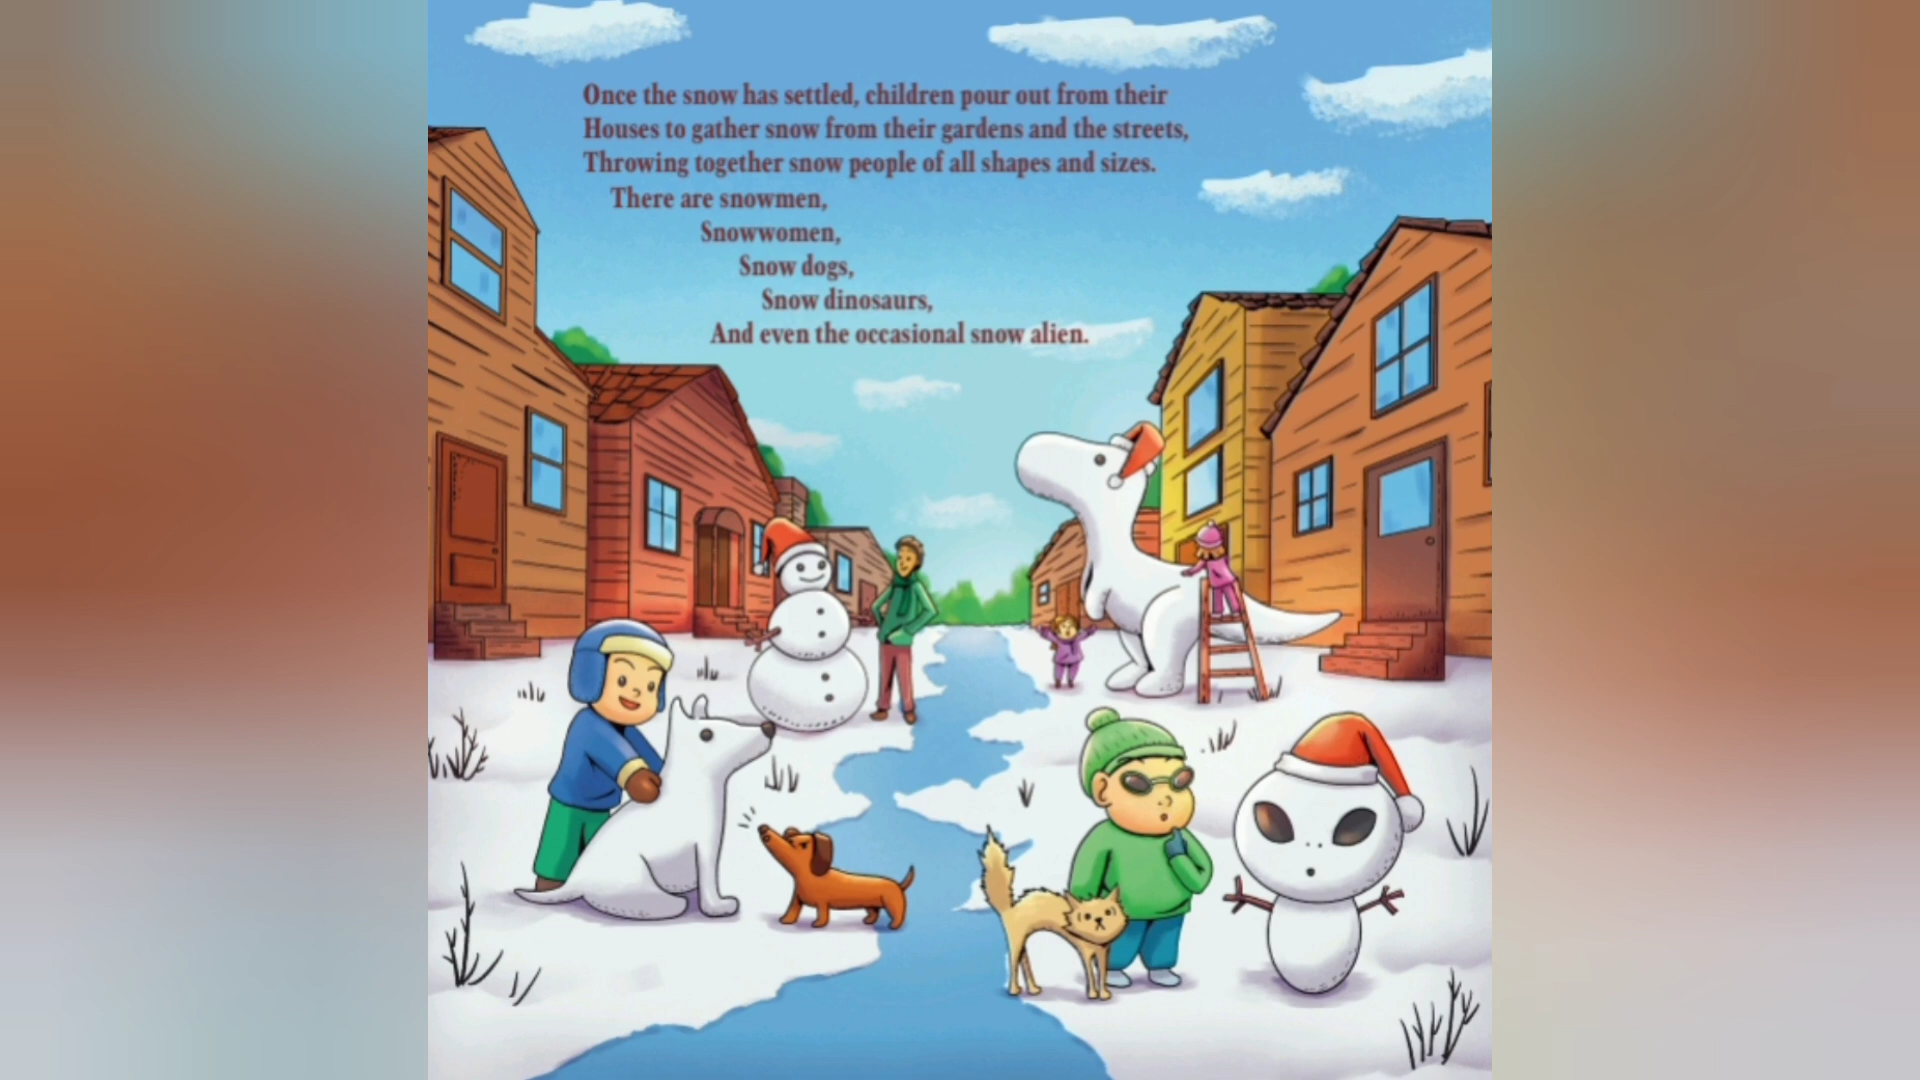 Once the snow has settled, children pour out from their
Houses to gather snow from their gardens and the streets,
Throwing together snow people of all shapes and sizes.
There are snowmen,
Snowwomen,
Snow dogs,
Snow dinosaurs,
And even the occasional snow alien.